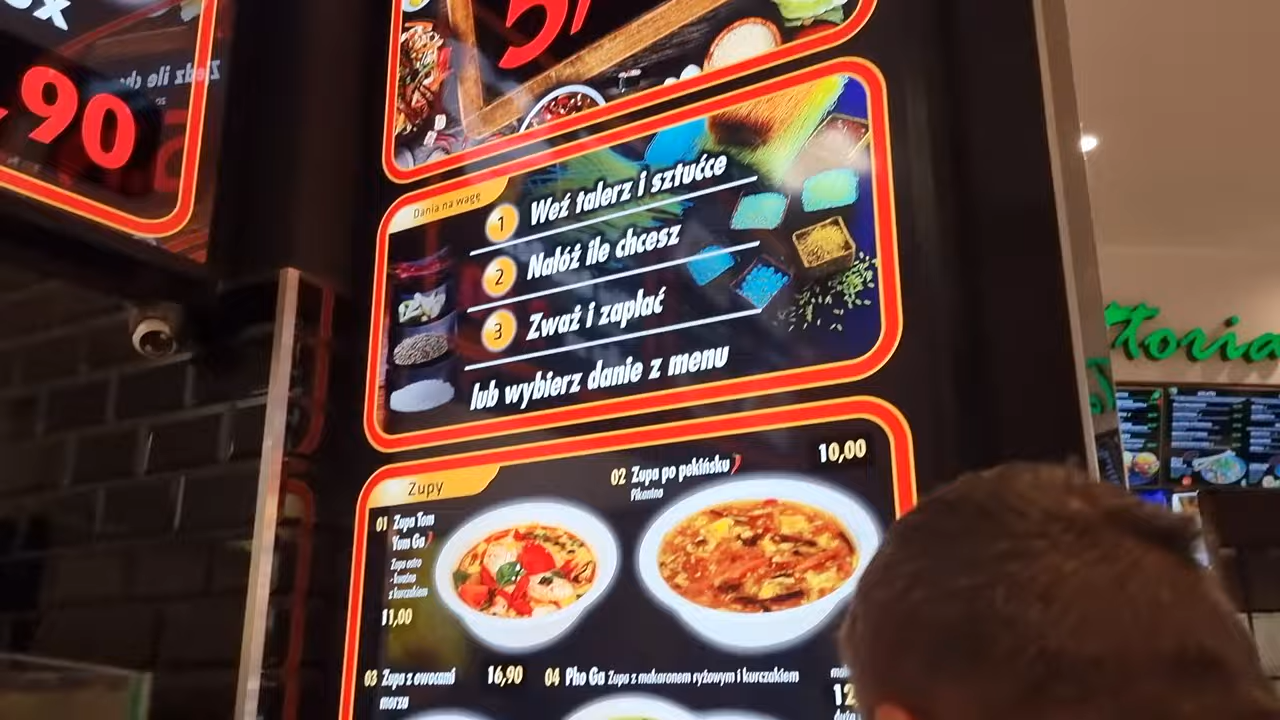 90
5,
Dania na wagę
1 Weź talerz i sztućce
2 Nałóż ile chcesz
3 Zważ i zapłać
lub wybierz danie z menu
Zupy
01 Zupa Tom
Yum Ga
Zupa ostro
- kwaśna
z kurczakiem
11,00
02 Zupa po pekińsku
Pikantna
10,00
03 Zupa z owocami
morza
16,90
04 Pho Ga Zupa z makaronem ryżowym i kurczakiem
12
toria